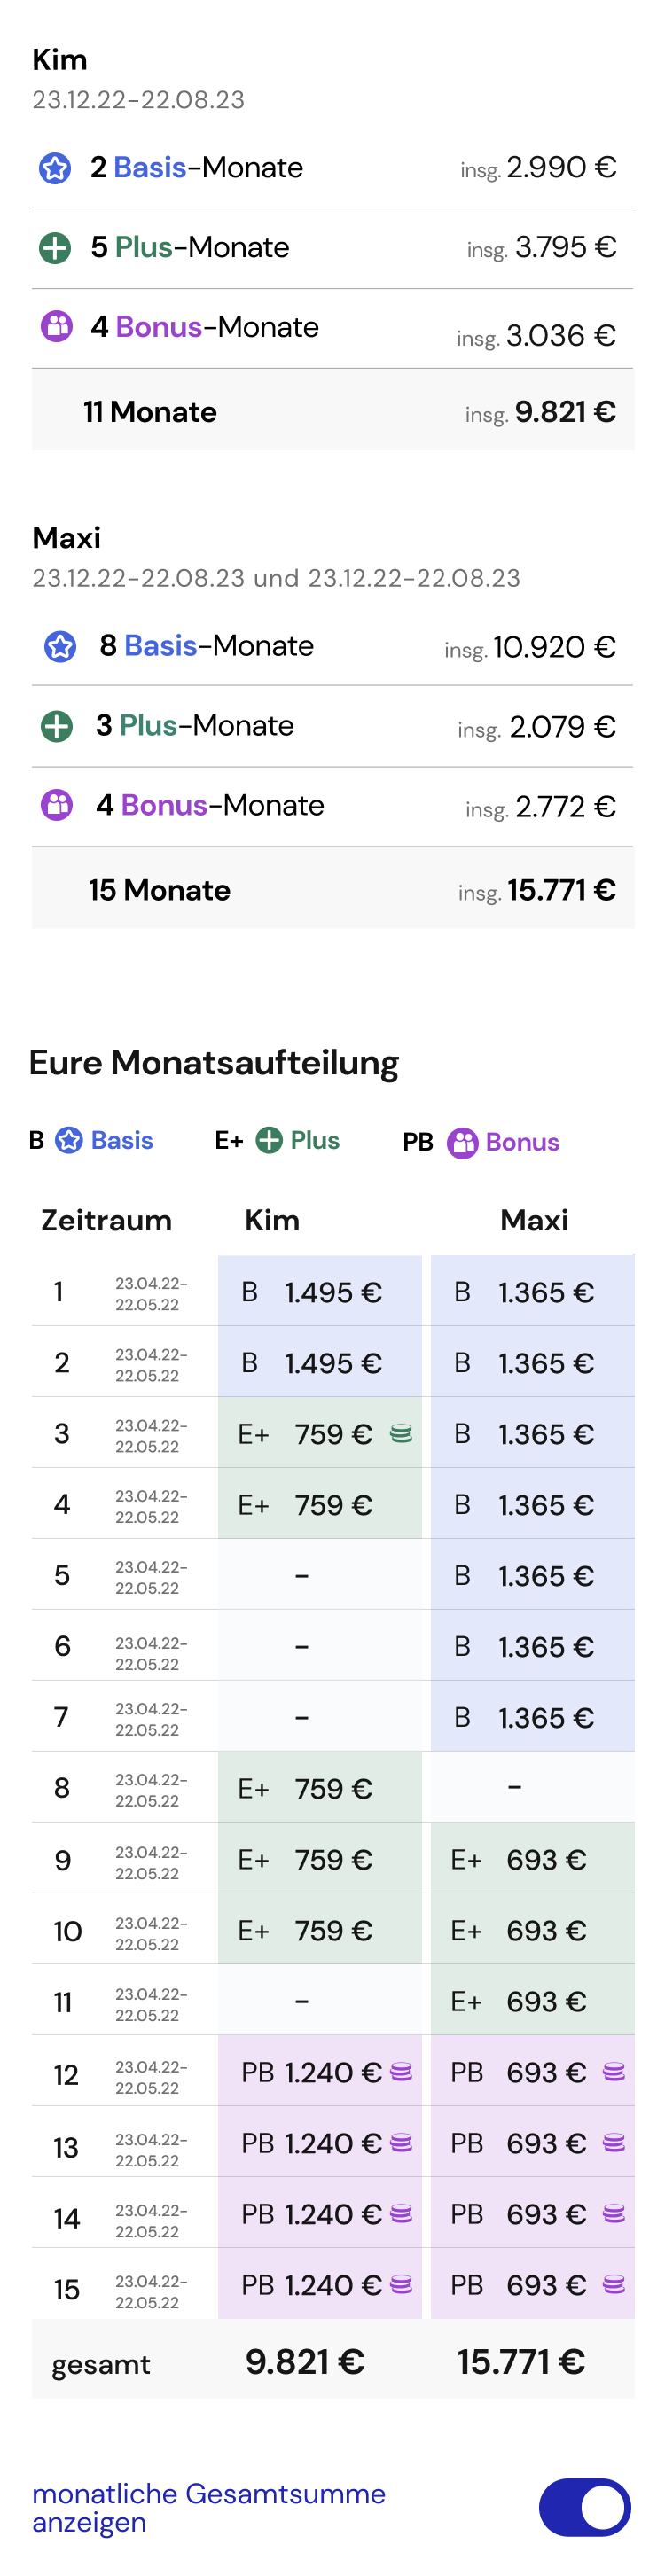 Kim
23.12.22-22.08.23
2 Basis-Monate insg. 2.990 €
5 Plus-Monate insg. 3.795 €
4 Bonus-Monate insg. 3.036 €
11 Monate insg. 9.821 €
Maxi
23.12.22-22.08.23 und 23.12.22-22.08.23
8 Basis-Monate insg. 10.920 €
3 Plus-Monate insg. 2.079 €
4 Bonus-Monate insg. 2.772 €
15 Monate insg. 15.771 €
Eure Monatsaufteilung
B Basis E+ Plus PB Bonus
Zeitraum Kim Maxi
1 23.04.22-22.05.22 B 1.495 € B 1.365 €
2 23.04.22-22.05.22 B 1.495 € B 1.365 €
3 23.04.22-22.05.22 E+ 759 € B 1.365 €
4 23.04.22-22.05.22 E+ 759 € B 1.365 €
5 23.04.22-22.05.22 - B 1.365 €
6 23.04.22-22.05.22 - B 1.365 €
7 23.04.22-22.05.22 - B 1.365 €
8 23.04.22-22.05.22 E+ 759 € -
9 23.04.22-22.05.22 E+ 759 € E+ 693 €
10 23.04.22-22.05.22 E+ 759 € E+ 693 €
11 23.04.22-22.05.22 - E+ 693 €
12 23.04.22-22.05.22 PB 1.240 € PB 693 €
13 23.04.22-22.05.22 PB 1.240 € PB 693 €
14 23.04.22-22.05.22 PB 1.240 € PB 693 €
15 23.04.22-22.05.22 PB 1.240 € PB 693 €
gesamt 9.821 € 15.771 €
monatliche Gesamtsumme
anzeigen